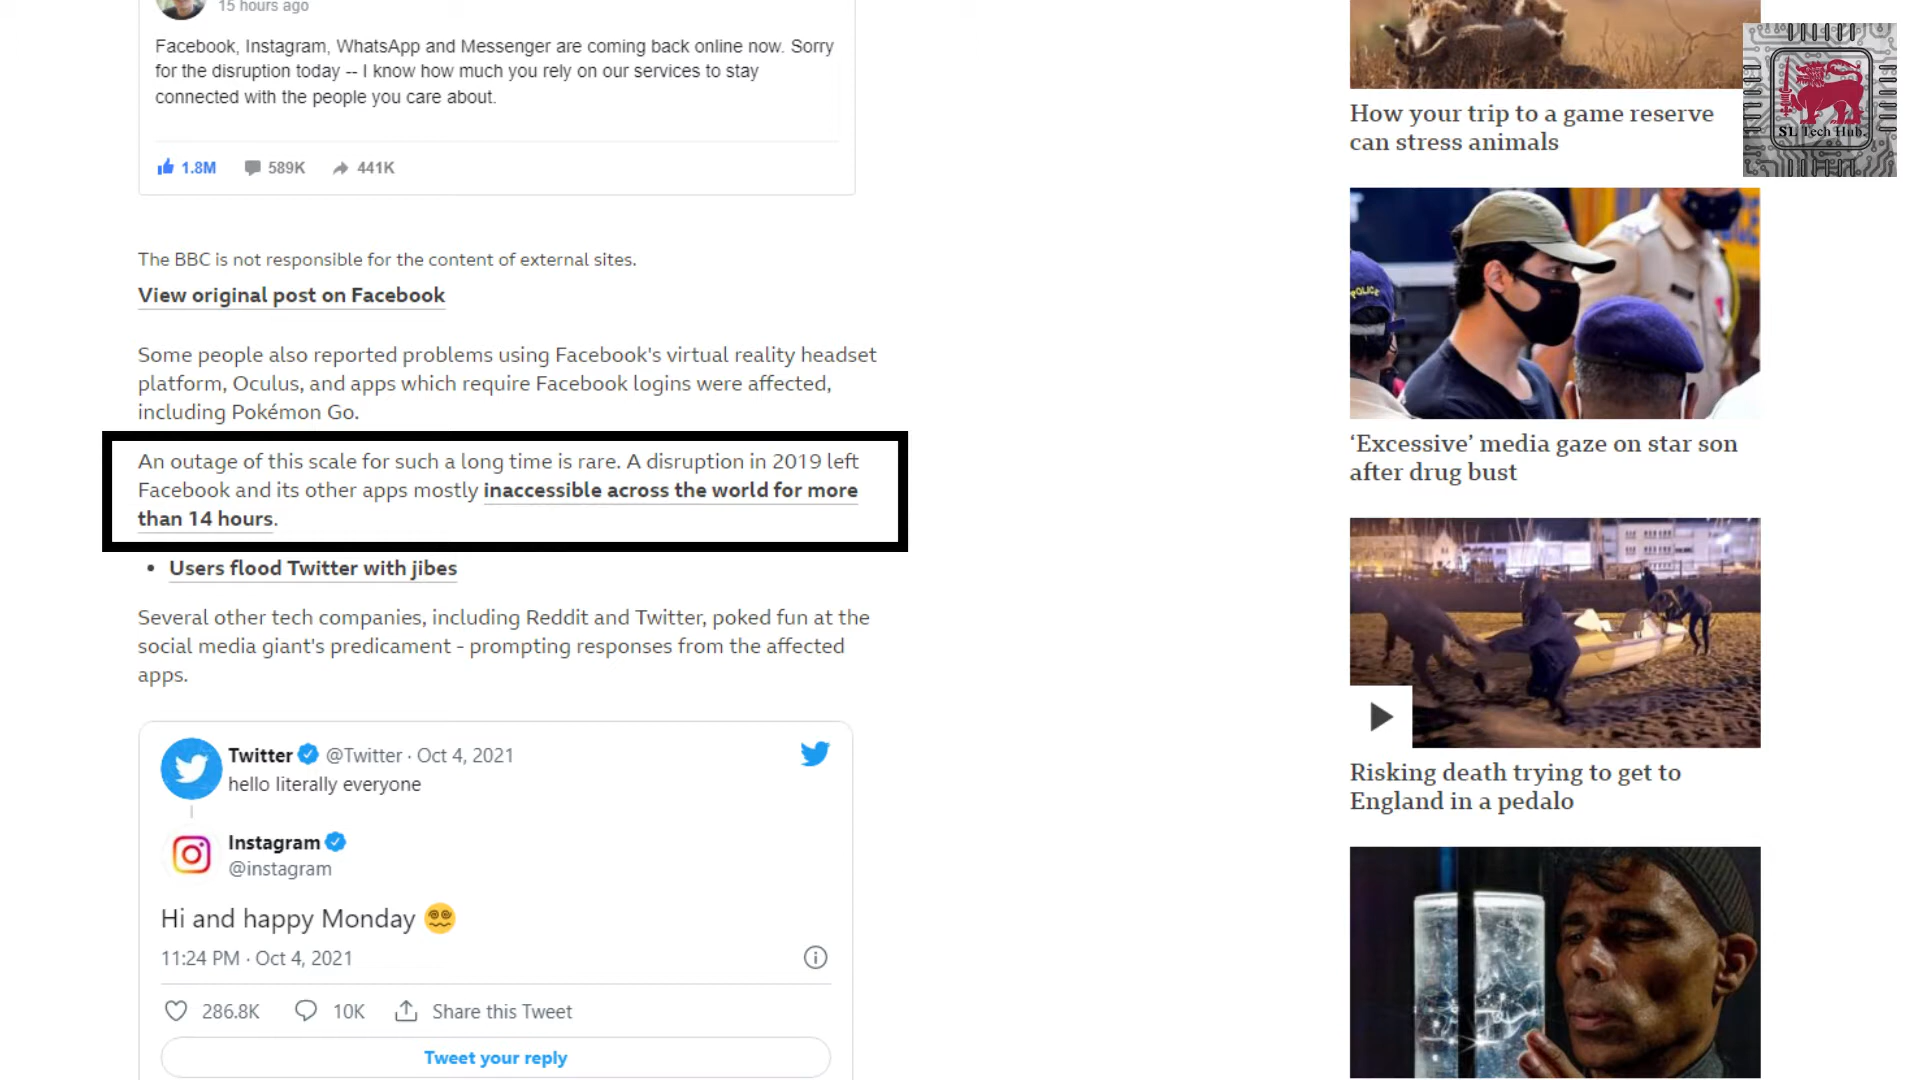 15 hours ago
Facebook, Instagram, WhatsApp and Messenger are coming back online now. Sorry
for the disruption today -- I know how much you rely on our services to stay
connected with the people you care about.
1.8M 589K 441K
The BBC is not responsible for the content of external sites.
View original post on Facebook
Some people also reported problems using Facebook's virtual reality headset
platform, Oculus, and apps which require Facebook logins were affected,
including Pokémon Go.
An outage of this scale for such a long time is rare. A disruption in 2019 left
Facebook and its other apps mostly inaccessible across the world for more
than 14 hours.
• Users flood Twitter with jibes
Several other tech companies, including Reddit and Twitter, poked fun at the
social media giant's predicament - prompting responses from the affected
apps.
Twitter @Twitter · Oct 4, 2021
hello literally everyone
Instagram
@instagram
Hi and happy Monday
11:24 PM · Oct 4, 2021
286.8K 10K Share this Tweet
Tweet your reply
SL Tech Hub.
How your trip to a game reserve
can stress animals
POLICE
‘Excessive’ media gaze on star son
after drug bust
Risking death trying to get to
England in a pedalo